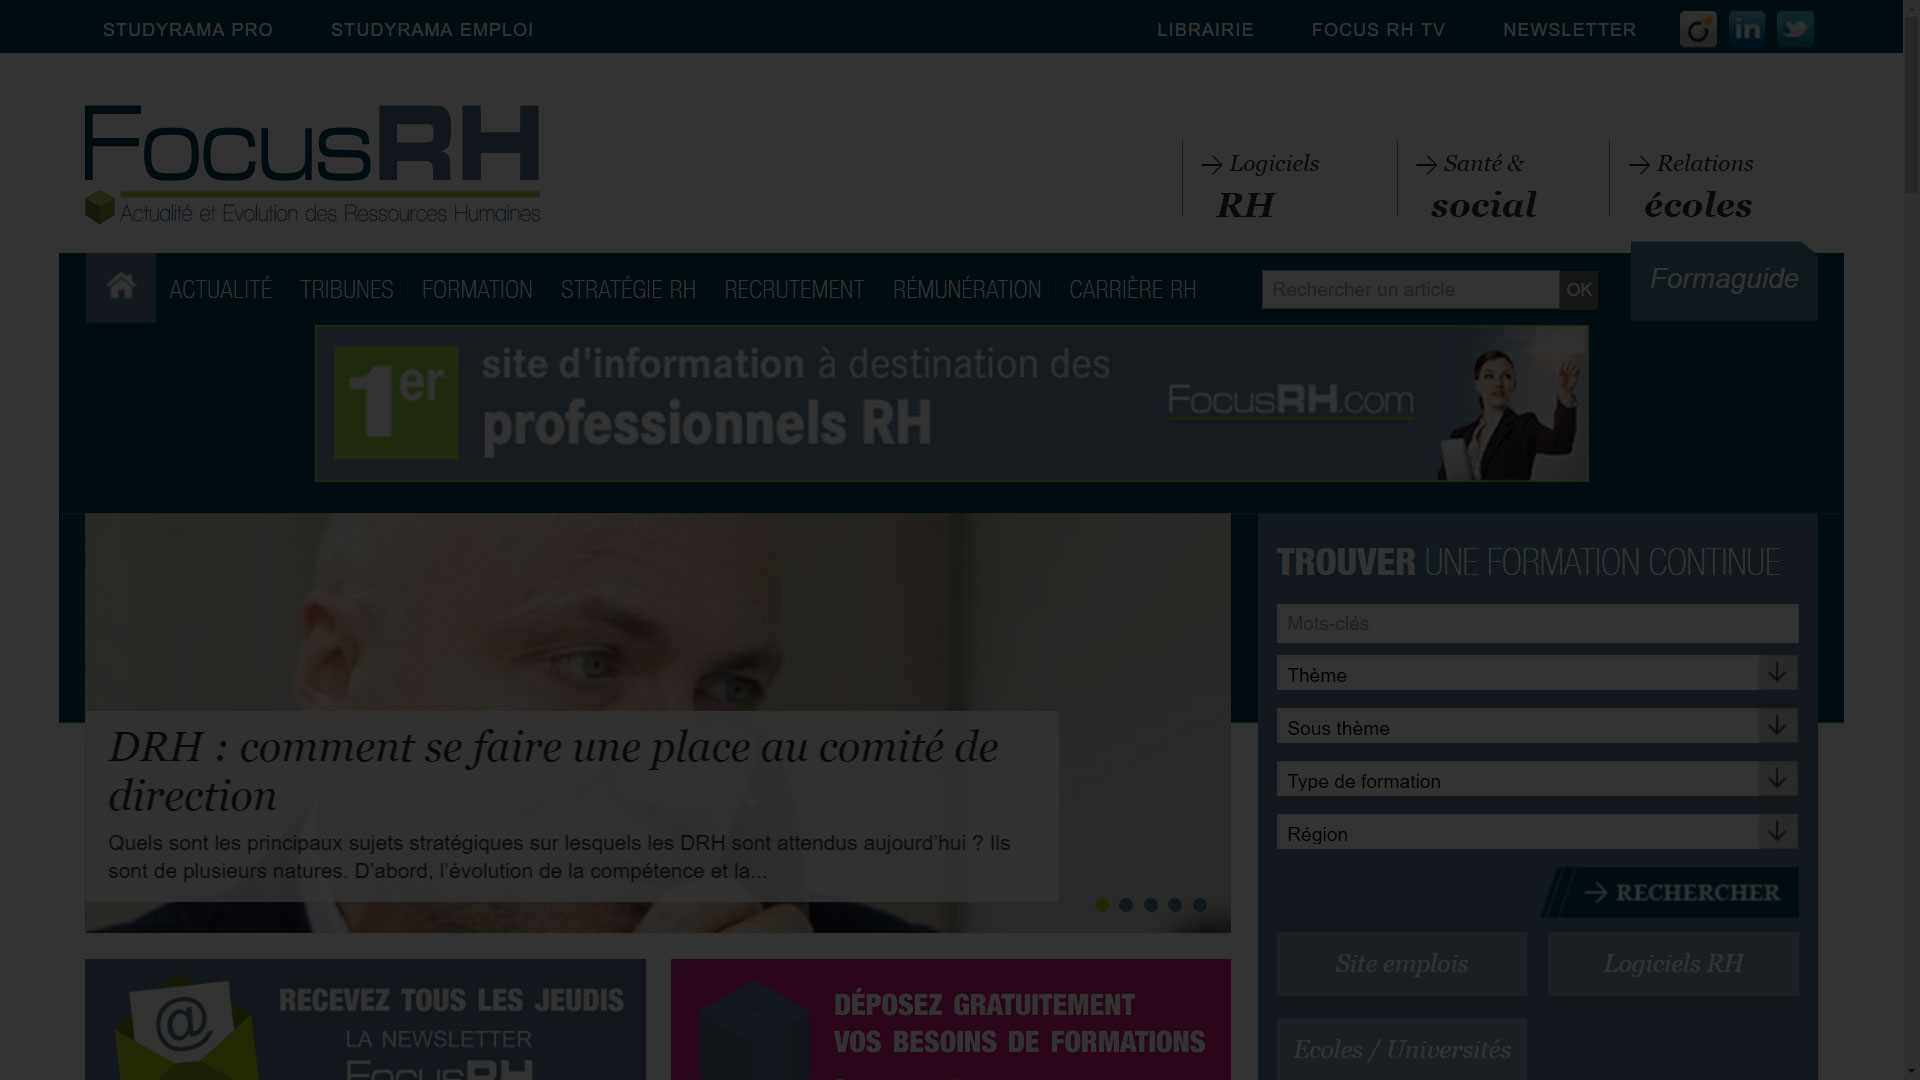 STUDYRAMA PRO
STUDYRAMA EMPLOI
LIBRAIRIE
FOCUS RH TV
NEWSLETTER
in
FocusRH
Actualité et Evolution des Ressources Humaines
Logiciels
RH
Santé &
social
Relations
écoles
ACTUALITÉ
TRIBUNES
FORMATION
STRATÉGIE RH
RECRUTEMENT
RÉMUNÉRATION
CARRIÈRE RH
Rechercher un article
OK
Formaguide
1er
site d'information à destination des
professionnels RH
FocusRH.com
DRH : comment se faire une place au comité de
direction
Quels sont les principaux sujets stratégiques sur lesquels les DRH sont attendus aujourd’hui ? Ils
sont de plusieurs natures. D’abord, l’évolution de la compétence et la...
TROUVER UNE FORMATION CONTINUE
Mots-clés
Thème
Sous thème
Type de formation
Région
RECHERCHER
Site emplois
Logiciels RH
Ecoles / Universités
@
RECEVEZ TOUS LES JEUDIS
LA NEWSLETTER
FocusRH
DÉPOSEZ GRATUITEMENT
VOS BESOINS DE FORMATIONS